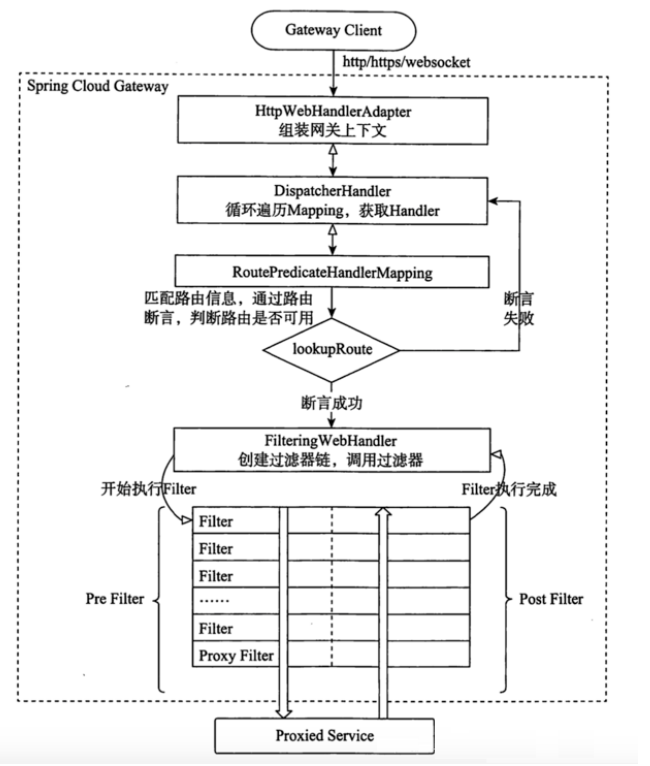 Gateway Client
http/https/websocket
Spring Cloud Gateway
HttpWebHandlerAdapter
组装网关上下文
DispatcherHandler
循环遍历Mapping，获取Handler
RoutePredicateHandlerMapping
匹配路由信息，通过路由
断言，判断路由是否可用
断言
失败
lookupRoute
断言成功
FilteringWebHandler
创建过滤器链，调用过滤器
开始执行Filter
Filter执行完成
Filter
Filter
Filter
……
Filter
Proxy Filter
Pre Filter
Post Filter
Proxied Service